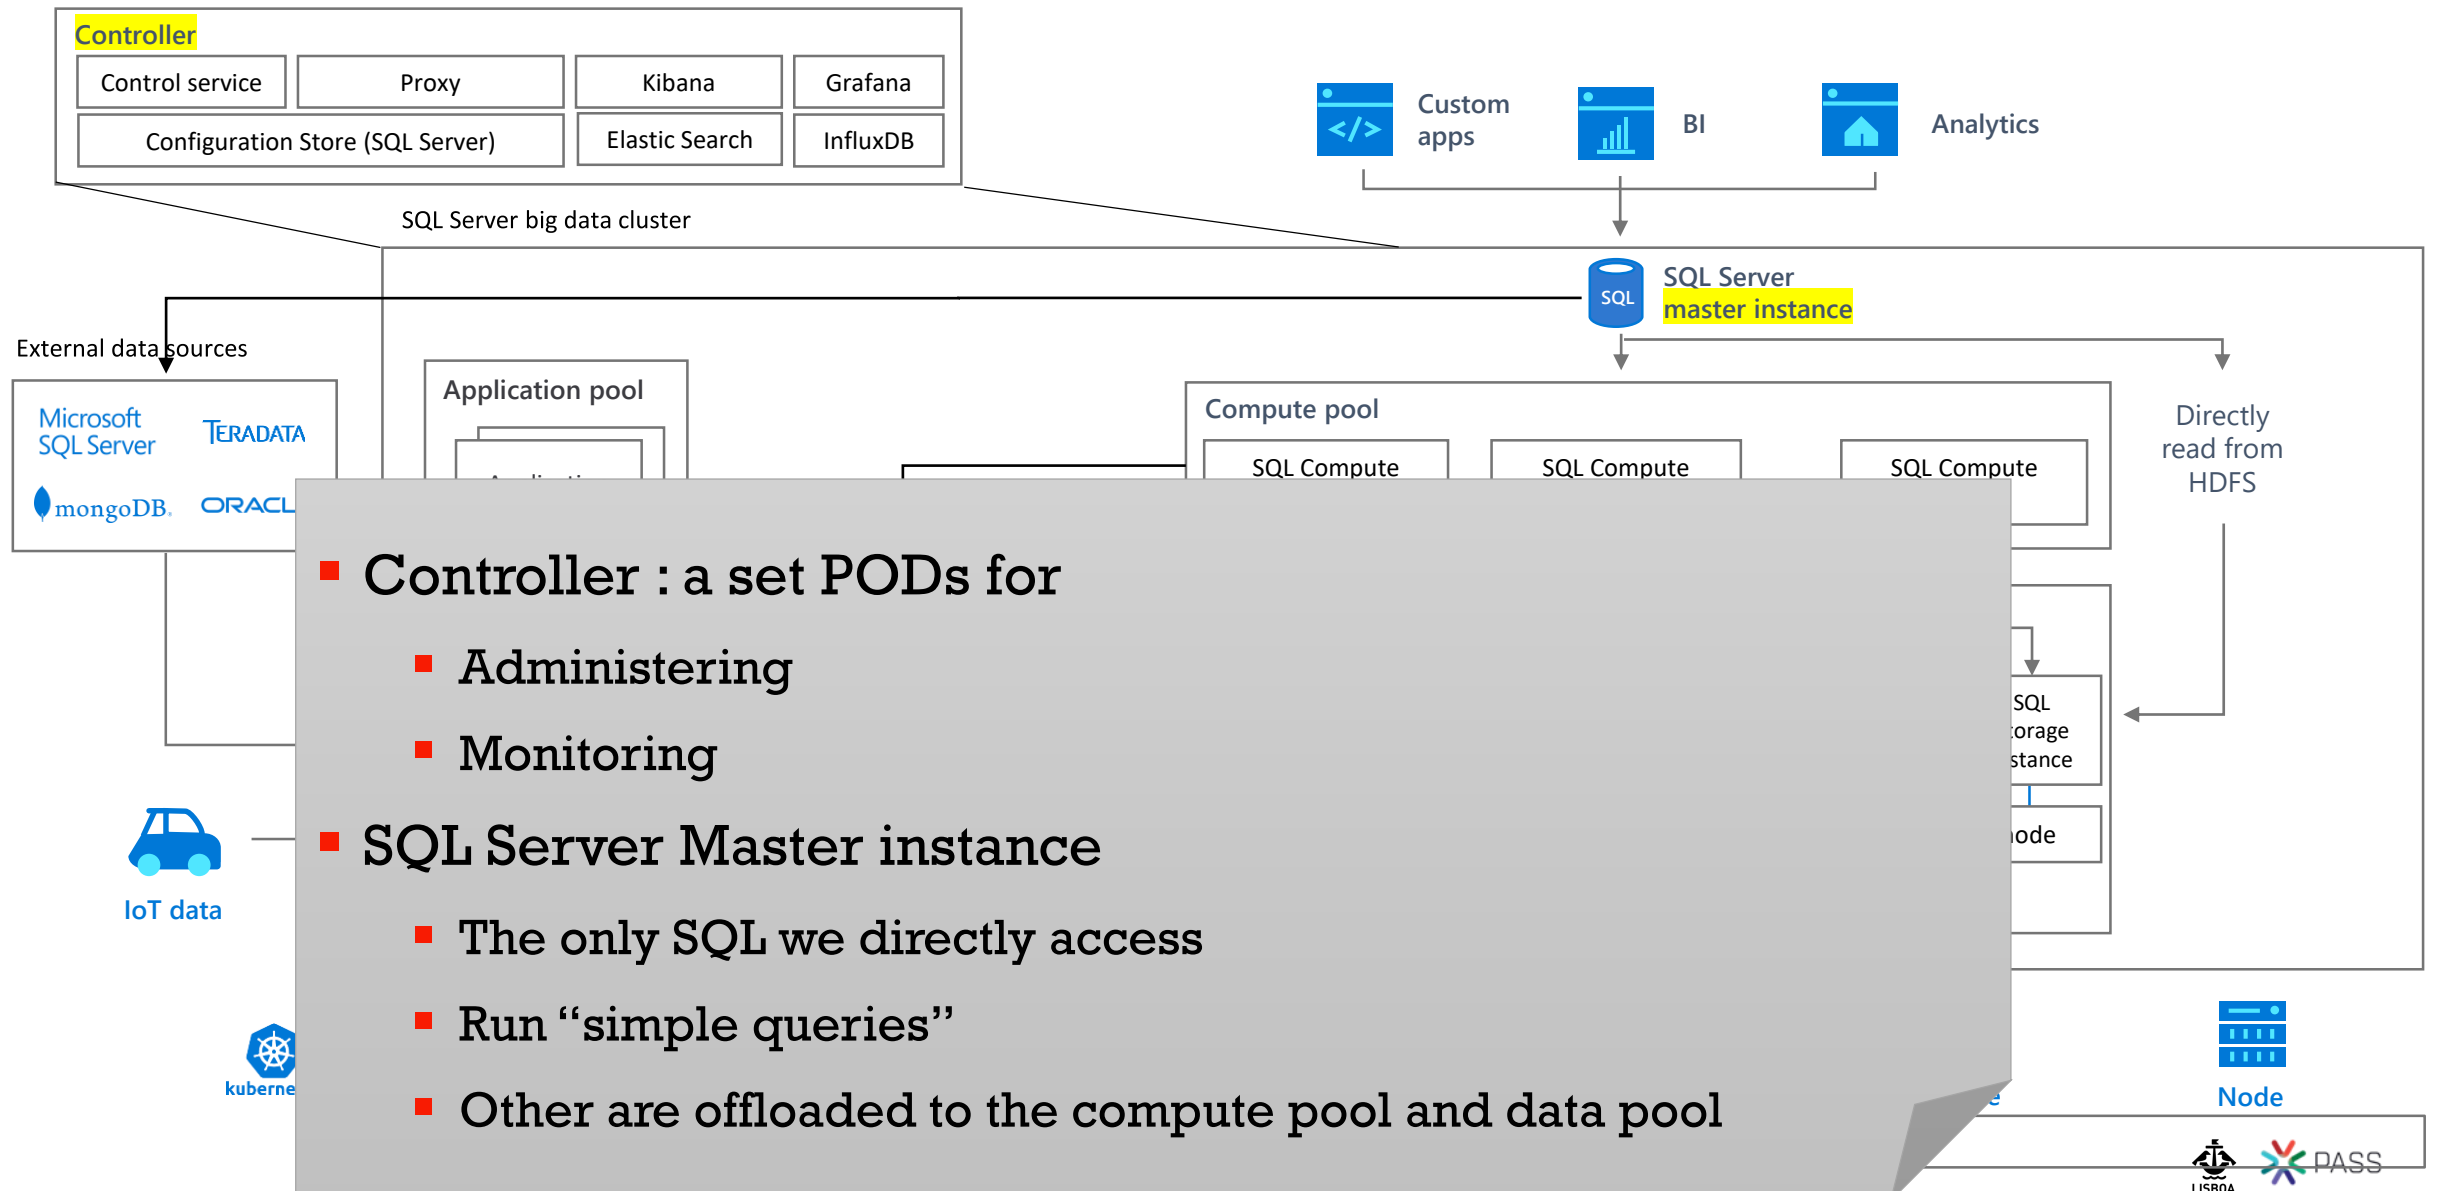 Controller
Control service
Proxy
Kibana
Grafana
Configuration Store (SQL Server)
Elastic Search
InfluxDB
Custom
apps
BI
Analytics
SQL Server big data cluster
SQL
SQL Server
master instance
External data sources
Microsoft
SQL Server
TERADATA
mongoDB.
Application pool
Compute pool
SQL Compute
SQL Compute
SQL Compute
Directly
read from
HDFS
Controller : a set PODs for
Administering
Monitoring
SQL Server Master instance
The only SQL we directly access
Run “simple queries”
Other are offloaded to the compute pool and data pool
SQL
IoT data
Node
LISBOA
PASS